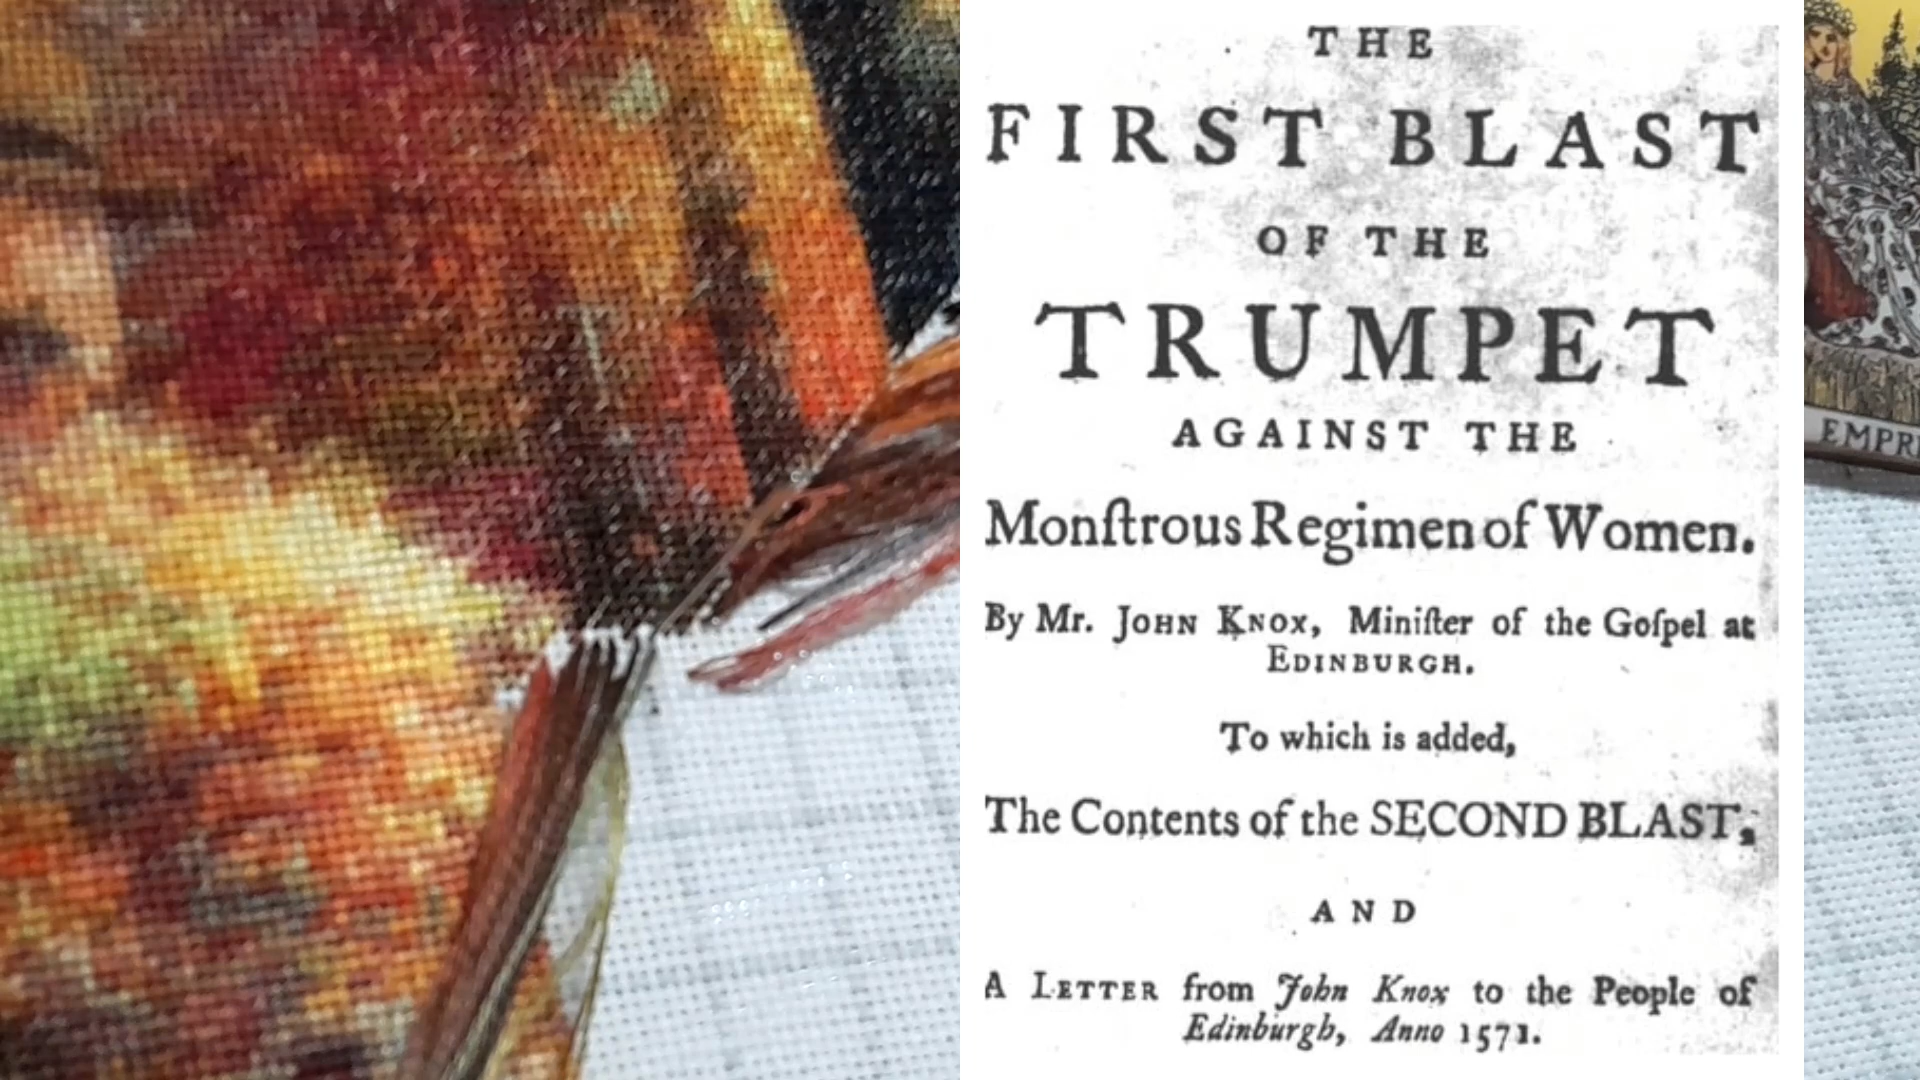 THE
FIRST BLAST
OF THE
TRUMPET
AGAINST THE
Monſtrous Regimen of Women.
By Mr. JOHN KNOX, Miniſter of the Goſpel at
EDINBURGH.
To which is added,
The Contents of the SECOND BLAST,
AND
A LETTER from John Knox to the People of
Edinburgh, Anno 1571.